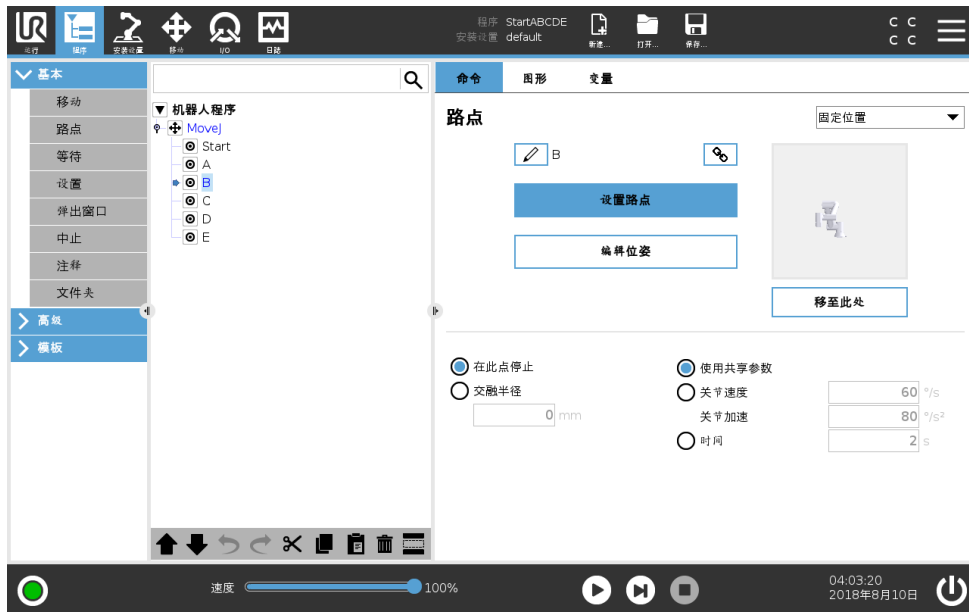 程序 StartABCDE
安装设置 default
C C
C C
运行 程序 安装设置 移动 I/O 日志 新建... 打开... 保存...
基本
移动
路点
等待
设置
弹出窗口
中止
注释
文件夹
高级
模板
机器人程序
MoveJ
Start
A
B
C
D
E
命令 图形 变量
路点
固定位置
B
设置路点
编辑位姿
移至此处
在此点停止
交融半径
0 mm
使用共享参数
关节速度 60 °/s
关节加速 80 °/s²
时间 2 s
速度 100%
04:03:20
2018年8月10日